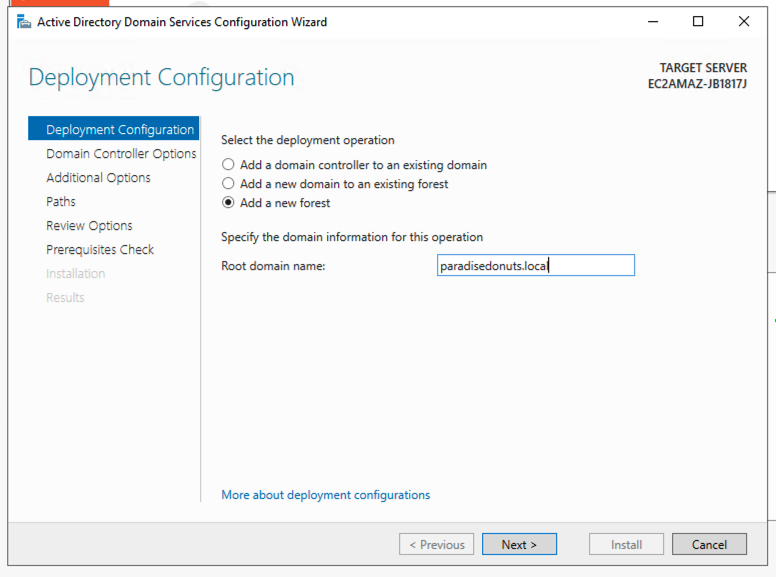 Active Directory Domain Services Configuration Wizard
Deployment Configuration
TARGET SERVER
EC2AMAZ-JB1817J
Deployment Configuration
Domain Controller Options
Additional Options
Paths
Review Options
Prerequisites Check
Installation
Results
Select the deployment operation
Add a domain controller to an existing domain
Add a new domain to an existing forest
Add a new forest
Specify the domain information for this operation
Root domain name:
paradisedonuts.local
More about deployment configurations
< Previous
Next >
Install
Cancel